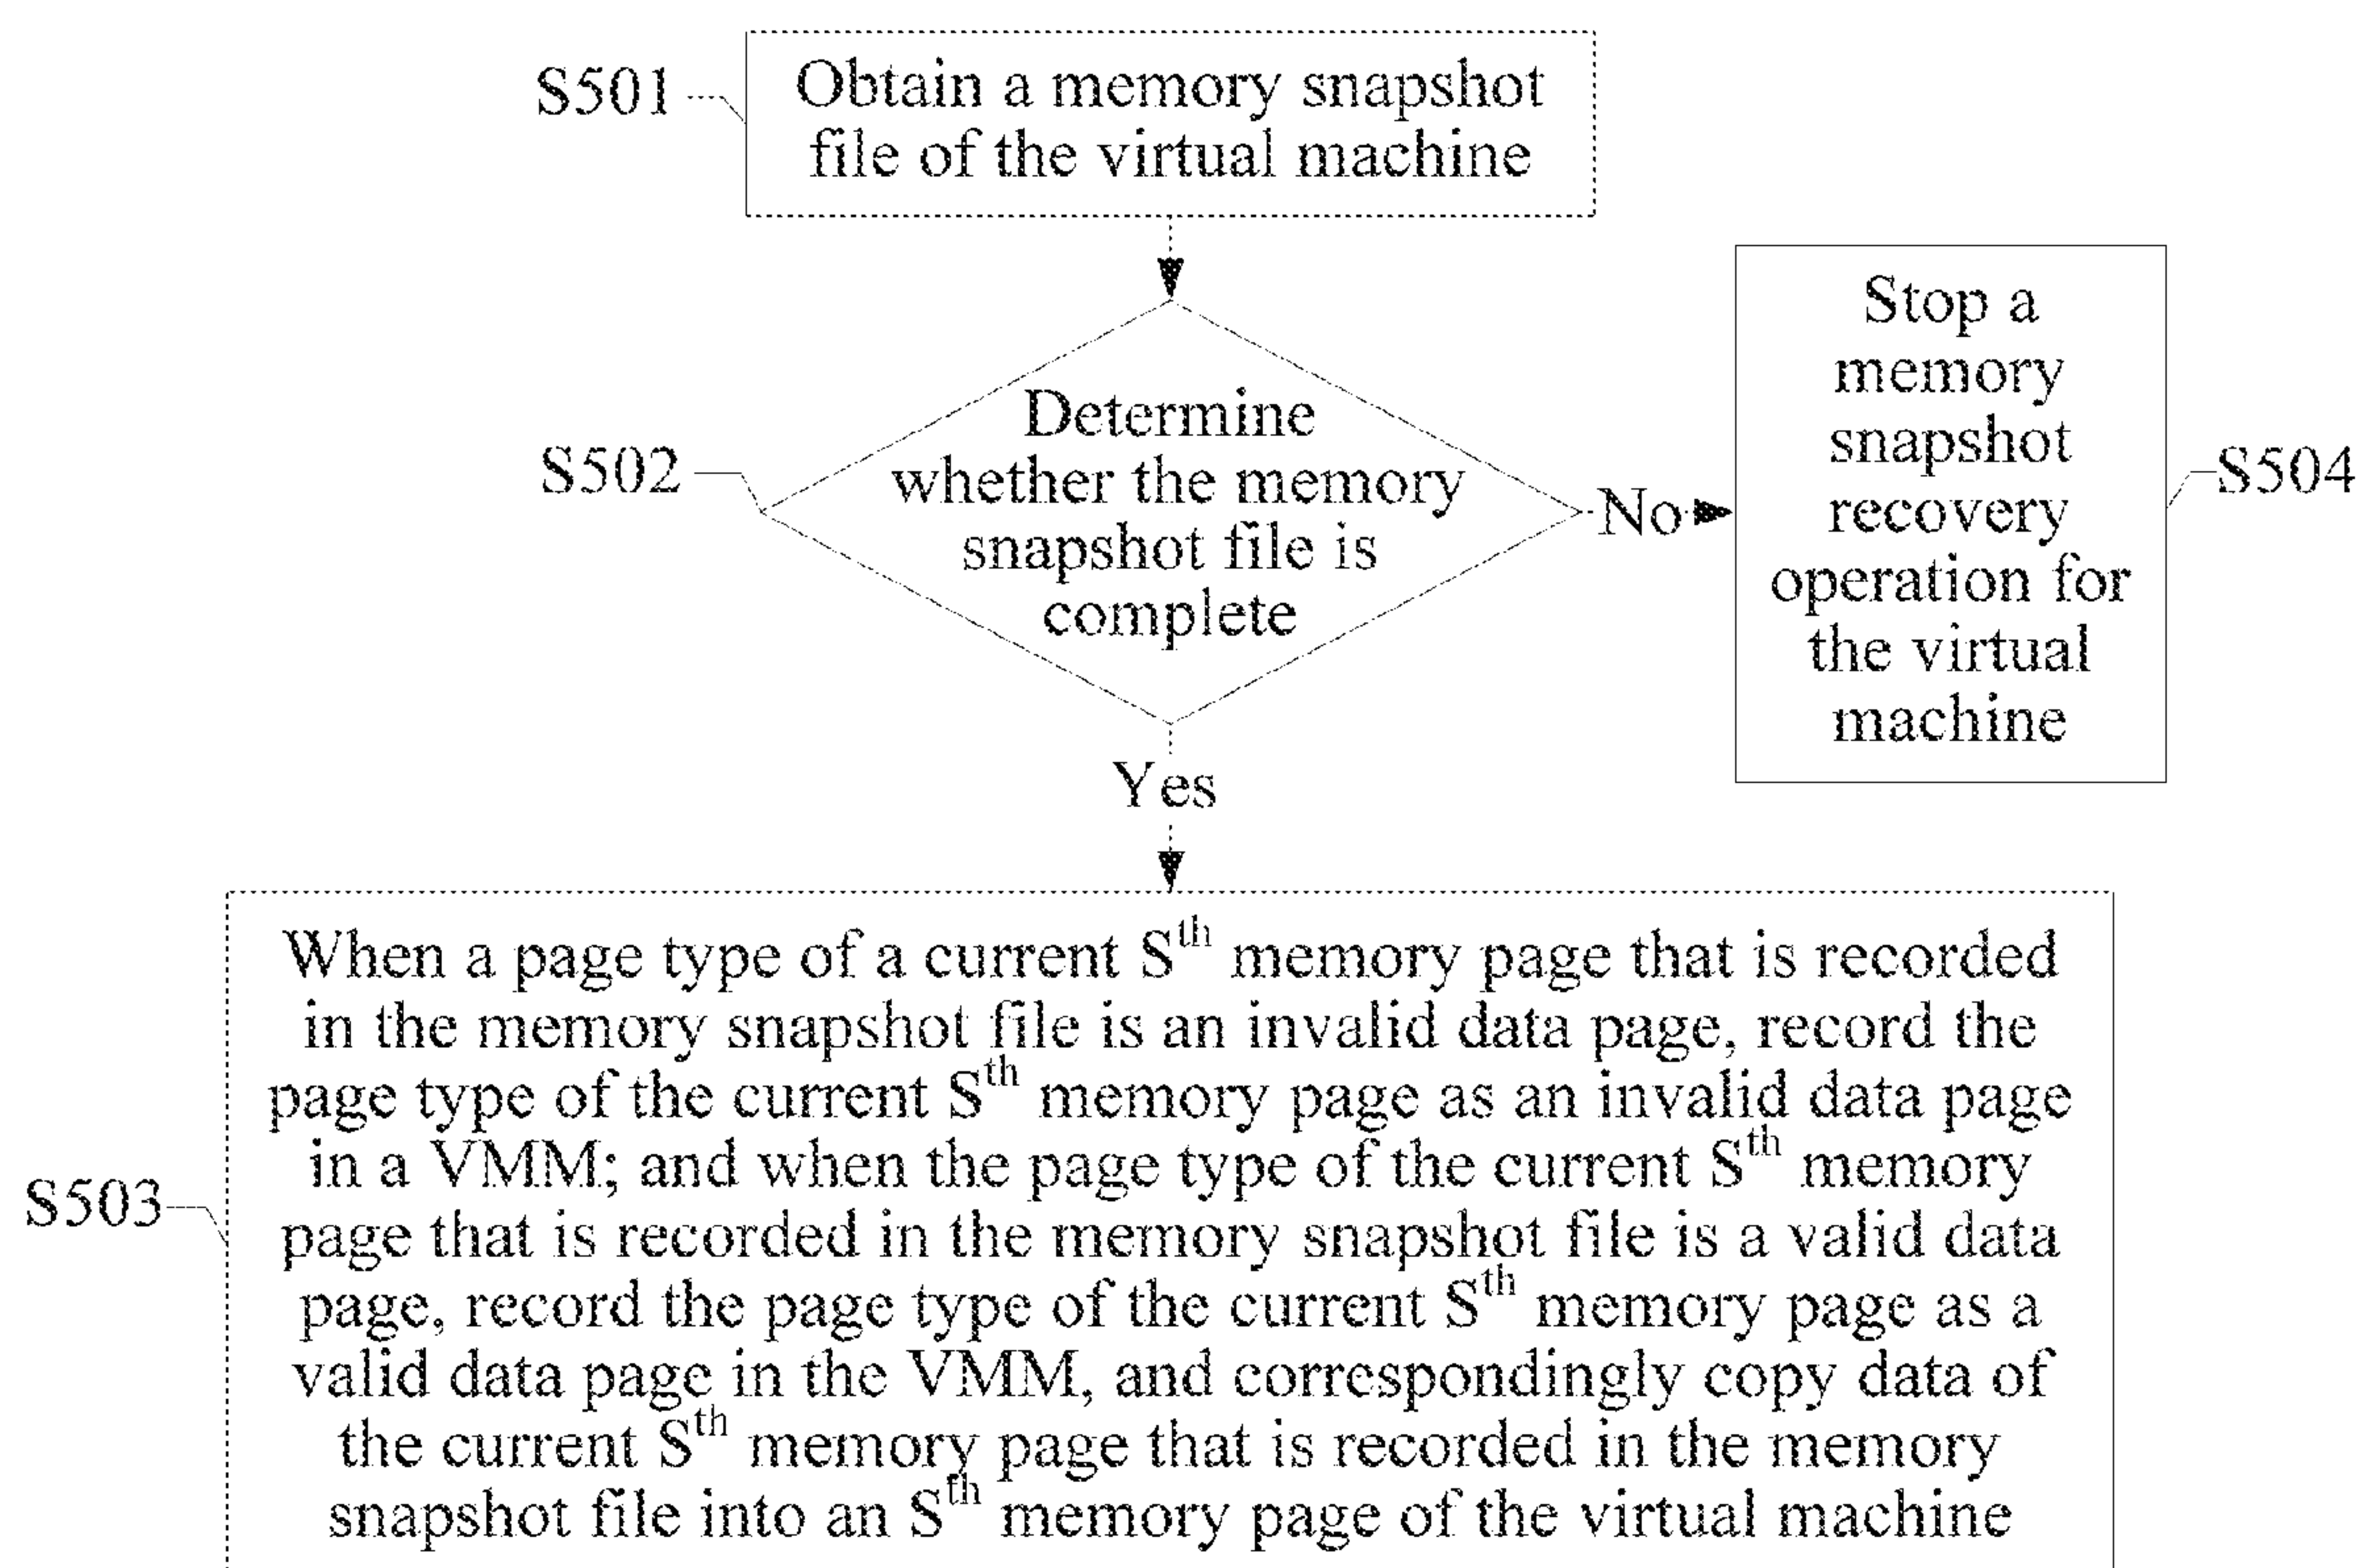 S501
Obtain a memory snapshot
file of the virtual machine
S502
Determine
whether the memory
snapshot file is
complete
No
Stop a
memory
snapshot
recovery
operation for
the virtual
machine
S504
Yes
S503
When a page type of a current Sth memory page that is recorded
in the memory snapshot file is an invalid data page, record the
page type of the current Sth memory page as an invalid data page
in a VMM; and when the page type of the current Sth memory
page that is recorded in the memory snapshot file is a valid data
page, record the page type of the current Sth memory page as a
valid data page in the VMM, and correspondingly copy data of
the current Sth memory page that is recorded in the memory
snapshot file into an Sth memory page of the virtual machine